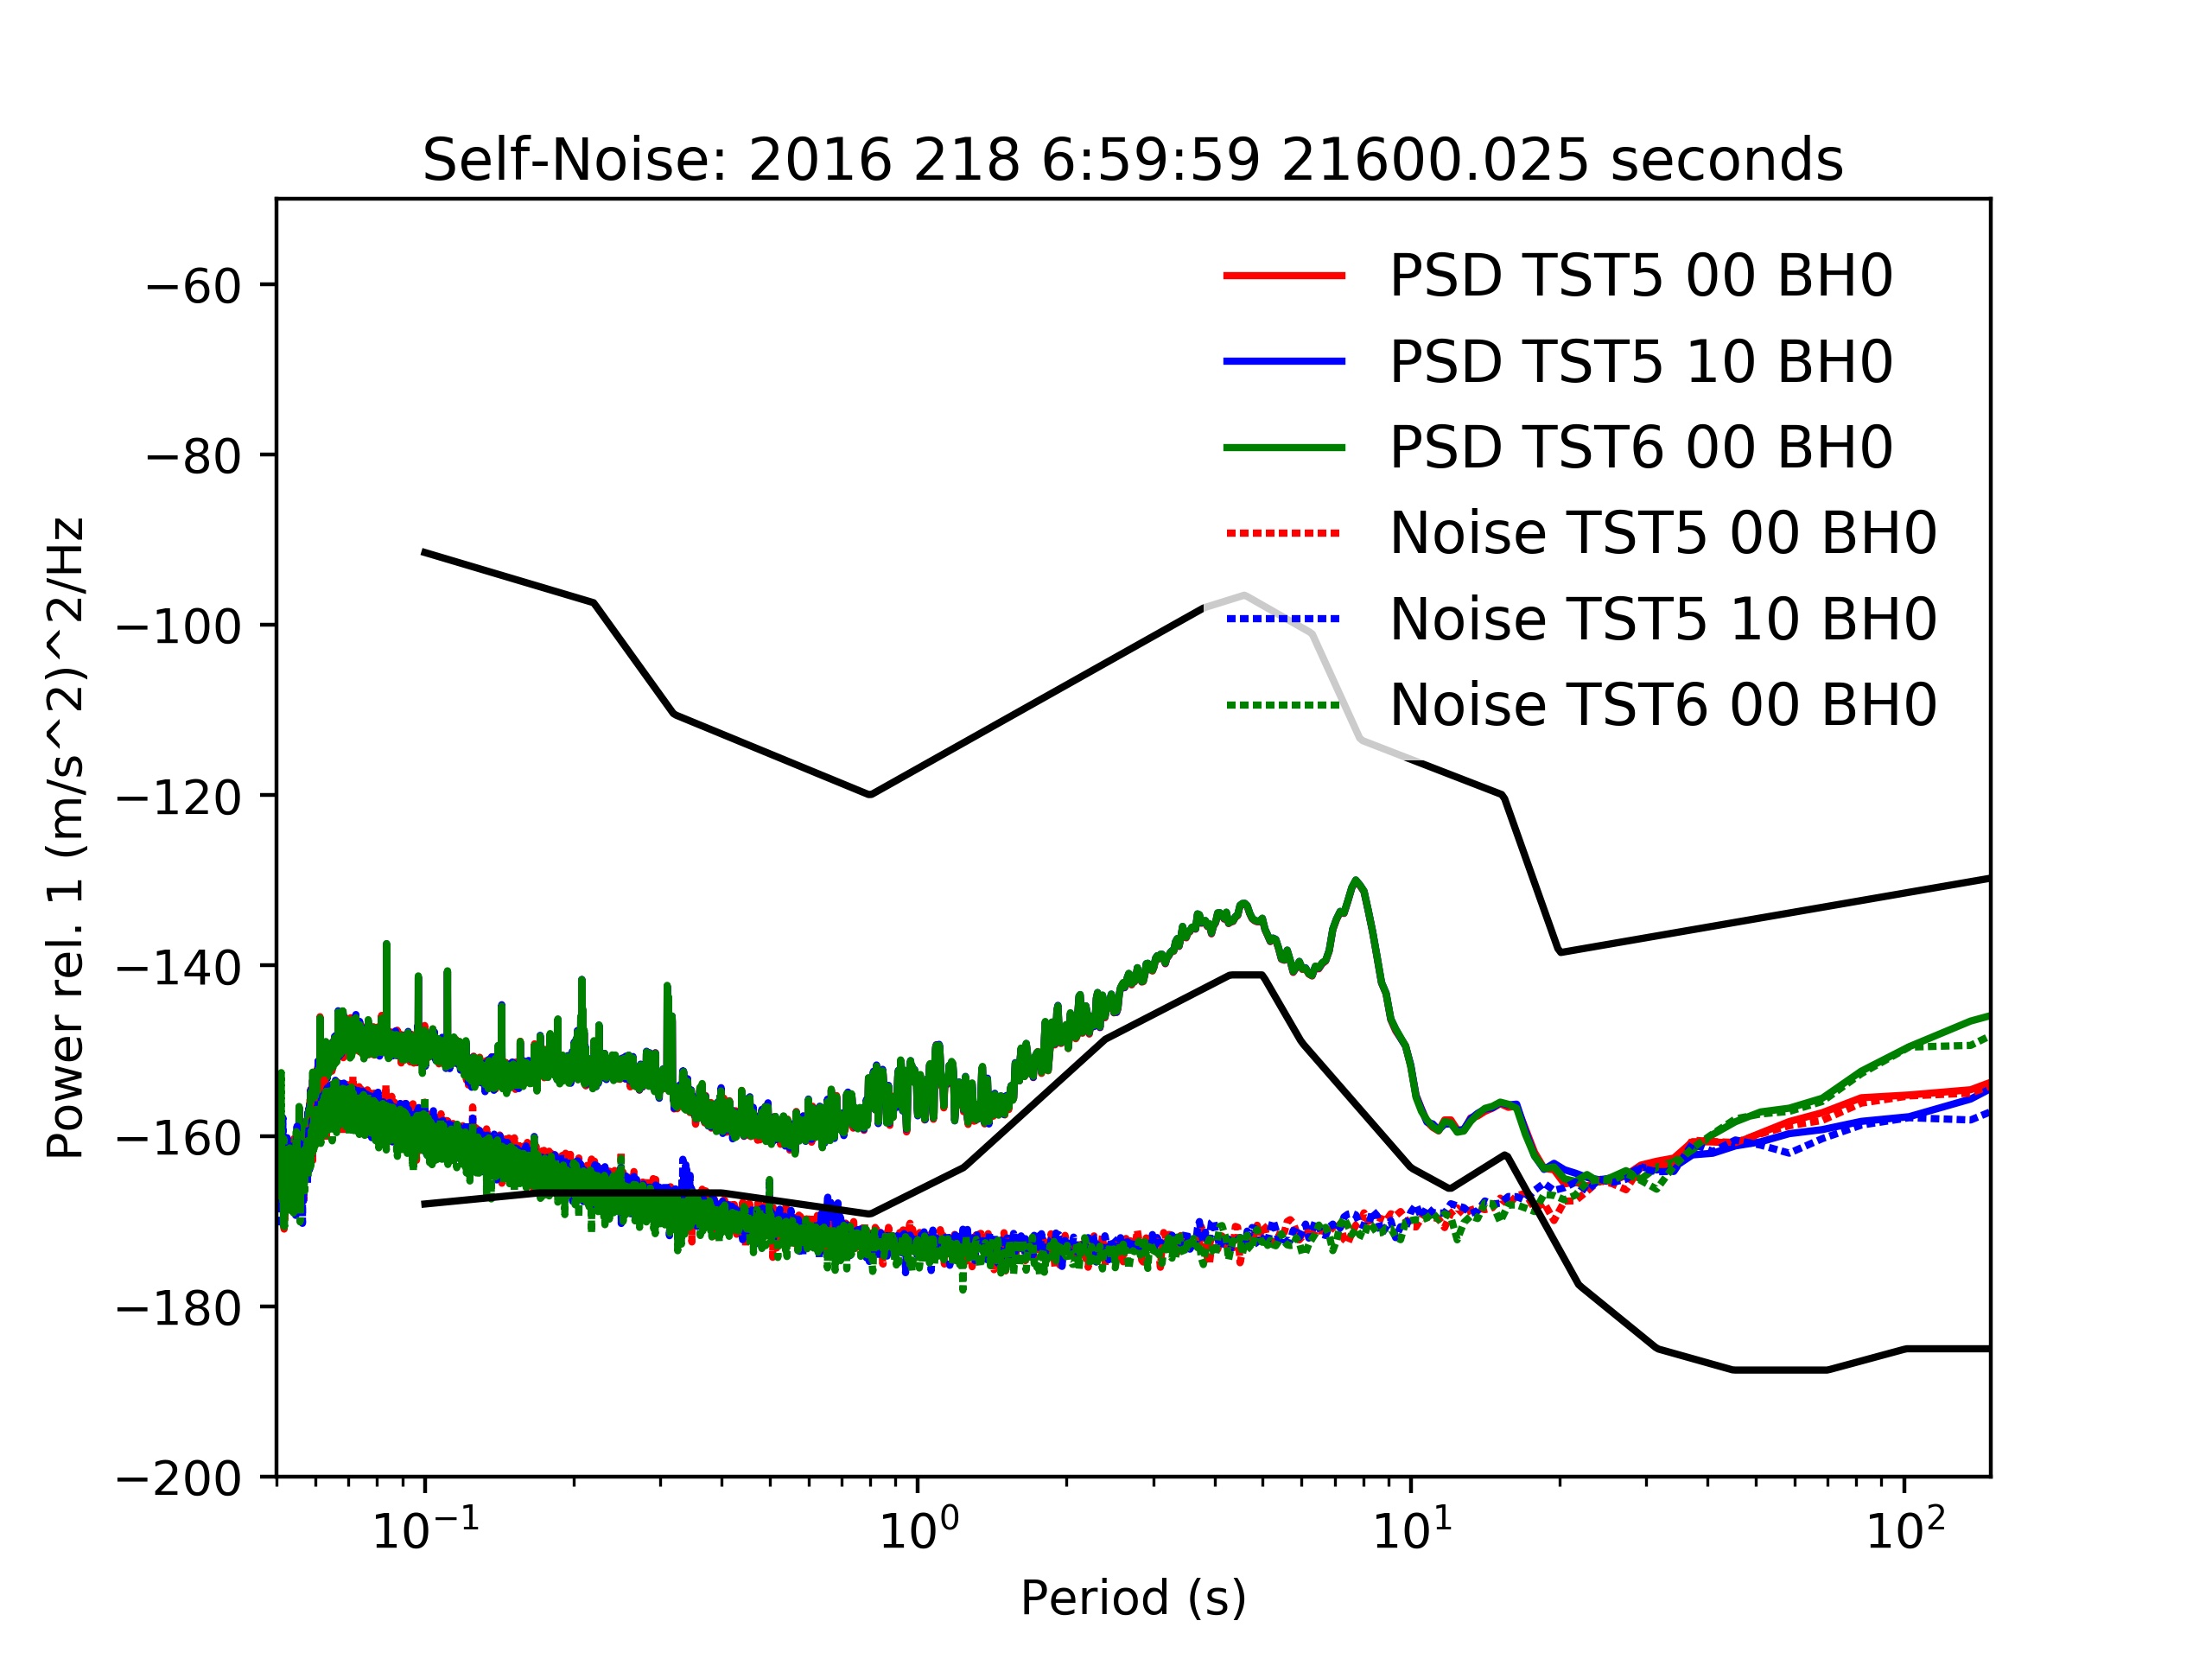 Self-Noise: 2016 218 6:59:59 21600.025 seconds
PSD TST5 00 BH0
PSD TST5 10 BH0
PSD TST6 00 BH0
Noise TST5 00 BH0
Noise TST5 10 BH0
Noise TST6 00 BH0
Power rel. 1 (m/s^2)^2/Hz
−60
−80
−100
−120
−140
−160
−180
−200
10⁻¹
10⁰
10¹
10²
Period (s)